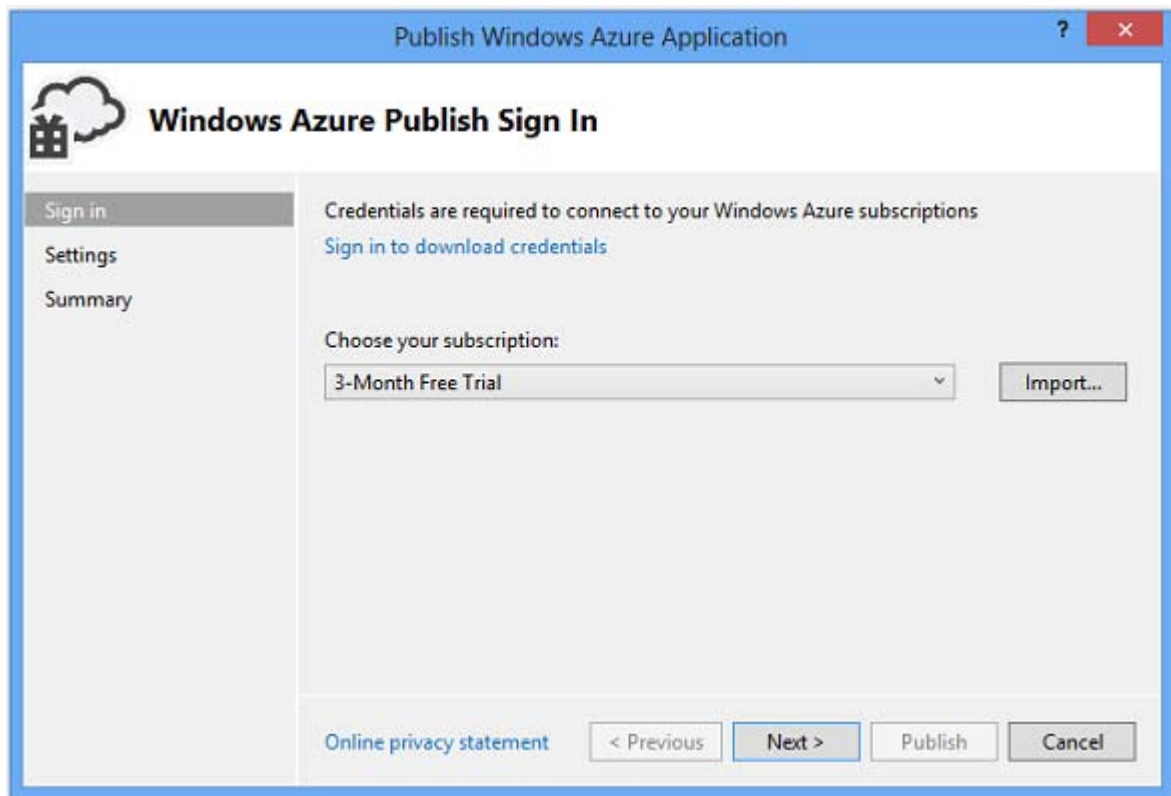 Publish Windows Azure Application
?
Windows Azure Publish Sign In
Sign in
Settings
Summary
Credentials are required to connect to your Windows Azure subscriptions
Sign in to download credentials
Choose your subscription:
3-Month Free Trial
Import...
Online privacy statement
< Previous
Next >
Publish
Cancel